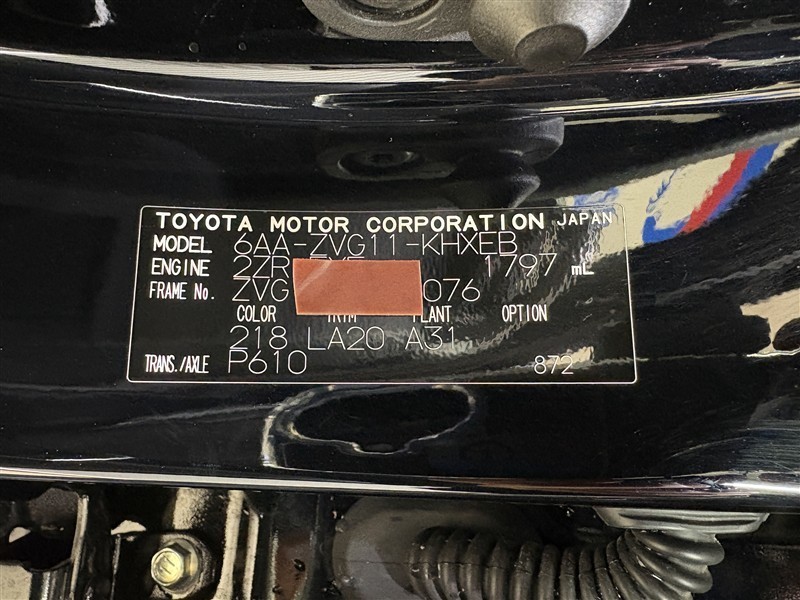 TOYOTA MOTOR CORPORATION JAPAN
MODEL 6AA-ZVG11-KHXEB
ENGINE 2ZR 1797 mL
FRAME No. ZVG 076
COLOR TRIM PLANT OPTION
218 LA20 A31
TRANS./AXLE P610 872